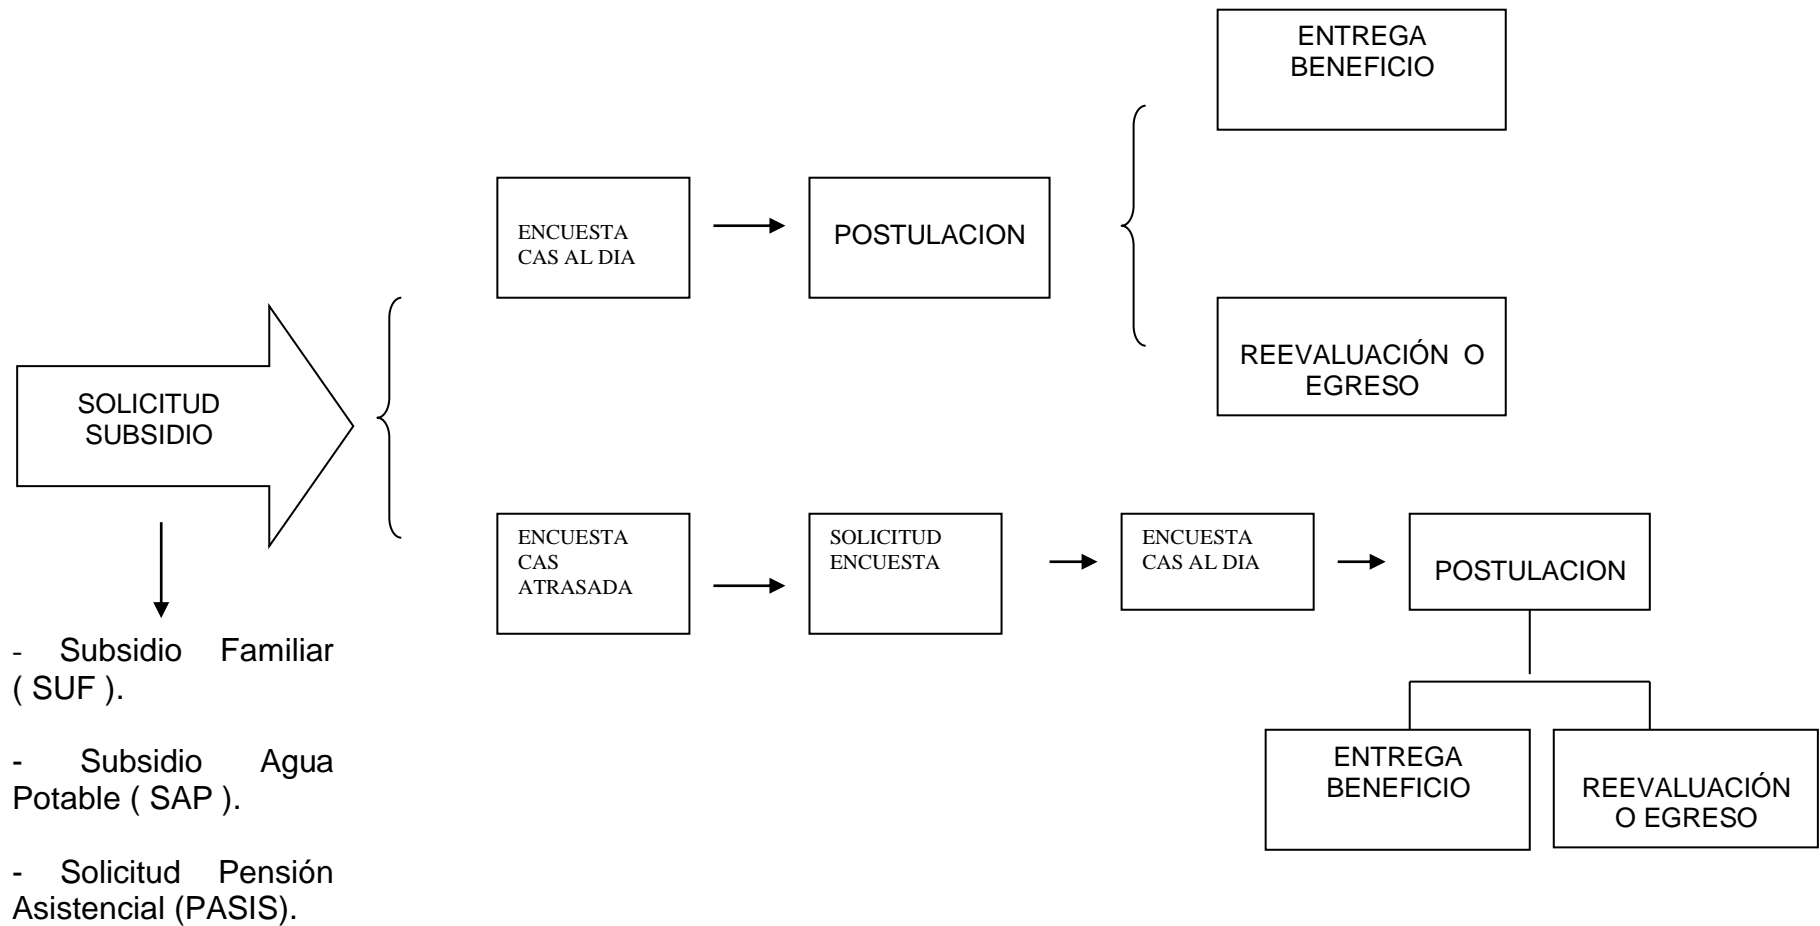 ENTREGA
BENEFICIO
ENCUESTA
CAS AL DIA
POSTULACION
REEVALUACIÓN O
EGRESO
SOLICITUD
SUBSIDIO
ENCUESTA
CAS
ATRASADA
SOLICITUD
ENCUESTA
ENCUESTA
CAS AL DIA
POSTULACION
ENTREGA
BENEFICIO
REEVALUACIÓN
O EGRESO
- Subsidio Familiar
( SUF ).
- Subsidio Agua
Potable ( SAP ).
- Solicitud Pensión
Asistencial (PASIS).